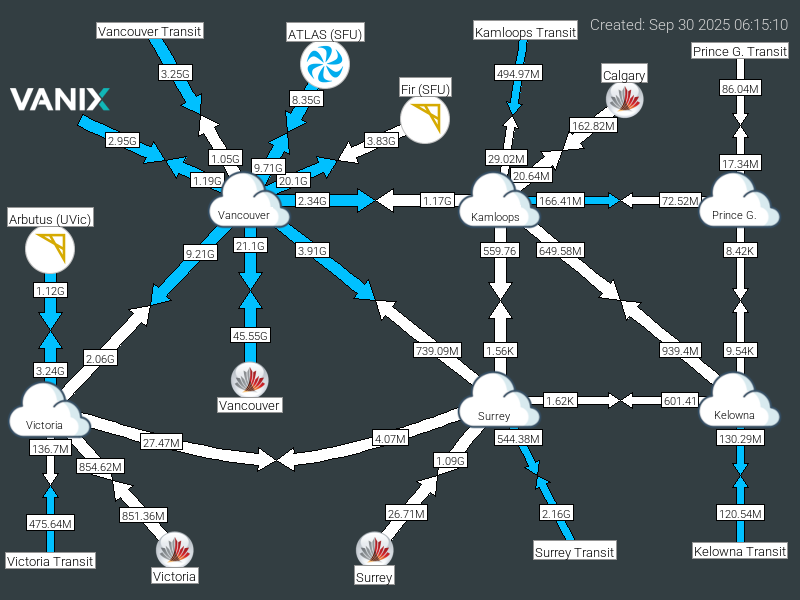 Created: Sep 30 2025 06:15:10
Vancouver Transit
ATLAS (SFU)
Kamloops Transit
Prince G. Transit
3.25G
494.97M
Calgary
86.04M
VANIX
8.35G
Fir (SFU)
162.82M
2.95G
3.83G
1.05G
29.02M
17.34M
9.71G
20.64M
1.19G
20.1G
2.34G
1.17G
166.41M
72.52M
Arbutus (UVic)
Vancouver
Kamloops
Prince G.
9.21G
21.1G
3.91G
559.76
649.58M
8.42K
1.12G
45.55G
2.06G
739.09M
1.56K
939.4M
9.54K
3.24G
Vancouver
1.62K
601.41
Victoria
Surrey
Kelowna
136.7M
27.47M
4.07M
544.38M
130.29M
854.62M
1.09G
475.64M
851.36M
26.71M
2.16G
120.54M
Victoria Transit
Victoria
Surrey
Surrey Transit
Kelowna Transit